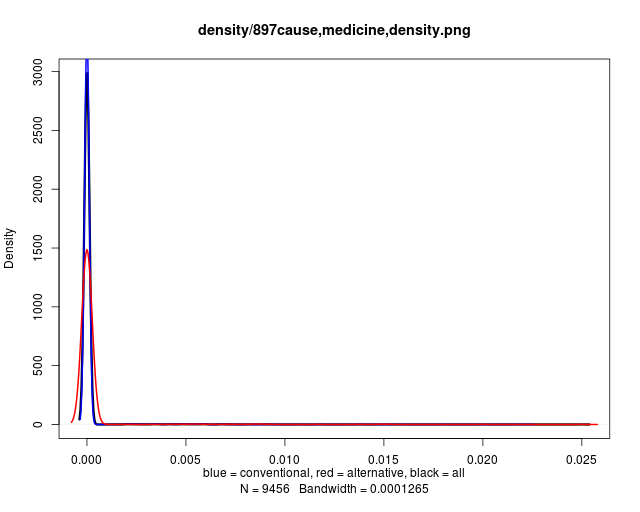 density/897cause,medicine,density.png
3000
2500
2000
1500
1000
500
0
Density
0.000 0.005 0.010 0.015 0.020 0.025
blue = conventional, red = alternative, black = all
N = 9456 Bandwidth = 0.0001265